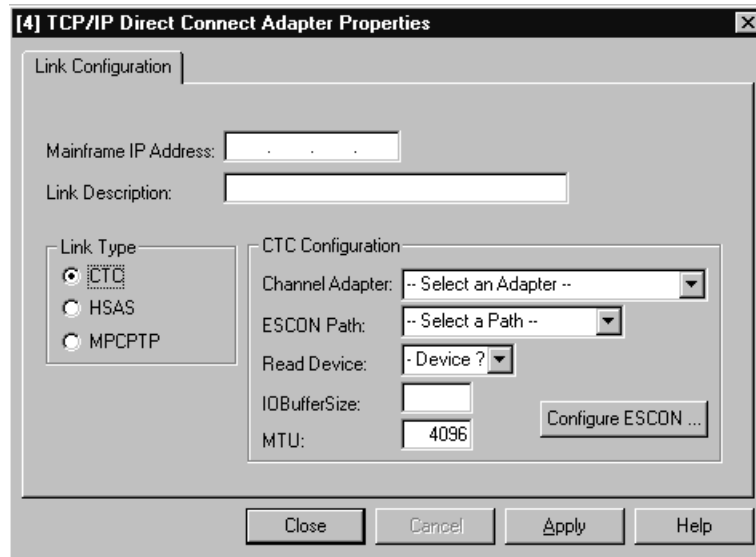 [4] TCP/IP Direct Connect Adapter Properties
Link Configuration
Mainframe IP Address: . . .
Link Description:
Link Type
CTC
HSAS
MPCPTP
CTC Configuration
Channel Adapter: -- Select an Adapter --
ESCON Path: -- Select a Path --
Read Device: - Device ?
IOBufferSize:
MTU: 4096
Configure ESCON ...
Close Cancel Apply Help